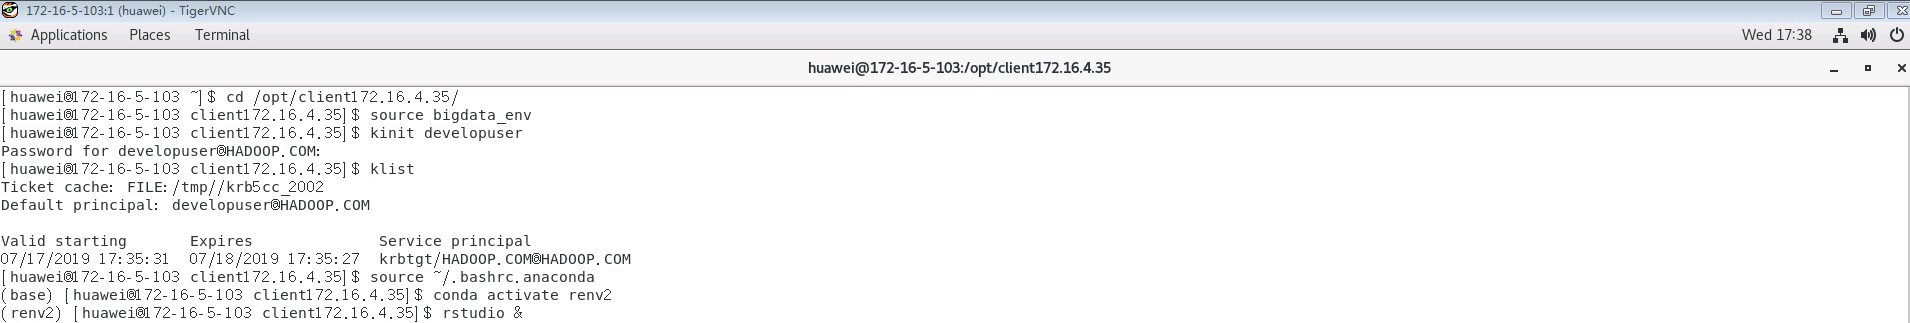 172-16-5-103:1 (huawei) - TigerVNC
Applications Places Terminal Wed 17:38
huawei@172-16-5-103:/opt/client172.16.4.35
[huawei@172-16-5-103 ~]$ cd /opt/client172.16.4.35/
[huawei@172-16-5-103 client172.16.4.35]$ source bigdata_env
[huawei@172-16-5-103 client172.16.4.35]$ kinit developuser
Password for developuser@HADOOP.COM:
[huawei@172-16-5-103 client172.16.4.35]$ klist
Ticket cache: FILE:/tmp//krb5cc_2002
Default principal: developuser@HADOOP.COM
Valid starting Expires Service principal
07/17/2019 17:35:31 07/18/2019 17:35:27 krbtgt/HADOOP.COM@HADOOP.COM
[huawei@172-16-5-103 client172.16.4.35]$ source ~/.bashrc.anaconda
(base) [huawei@172-16-5-103 client172.16.4.35]$ conda activate renv2
(renv2) [huawei@172-16-5-103 client172.16.4.35]$ rstudio &